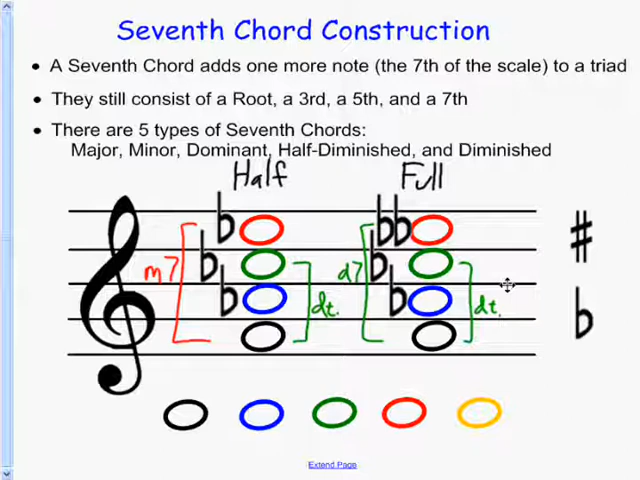 Seventh Chord Construction
• A Seventh Chord adds one more note (the 7th of the scale) to a triad
• They still consist of a Root, a 3rd, a 5th, and a 7th
• There are 5 types of Seventh Chords:
Major, Minor, Dominant, Half-Diminished, and Diminished
Half Full
m7 dt. d7 dt.
Extend Page